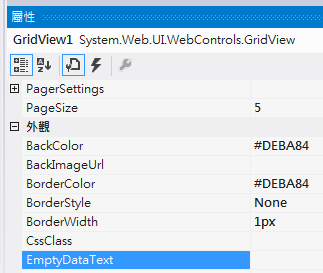 屬性
GridView1 System.Web.UI.WebControls.GridView
PagerSettings
PageSize 5
外觀
BackColor #DEBA84
BackImageUrl
BorderColor #DEBA84
BorderStyle None
BorderWidth 1px
CssClass
EmptyDataText